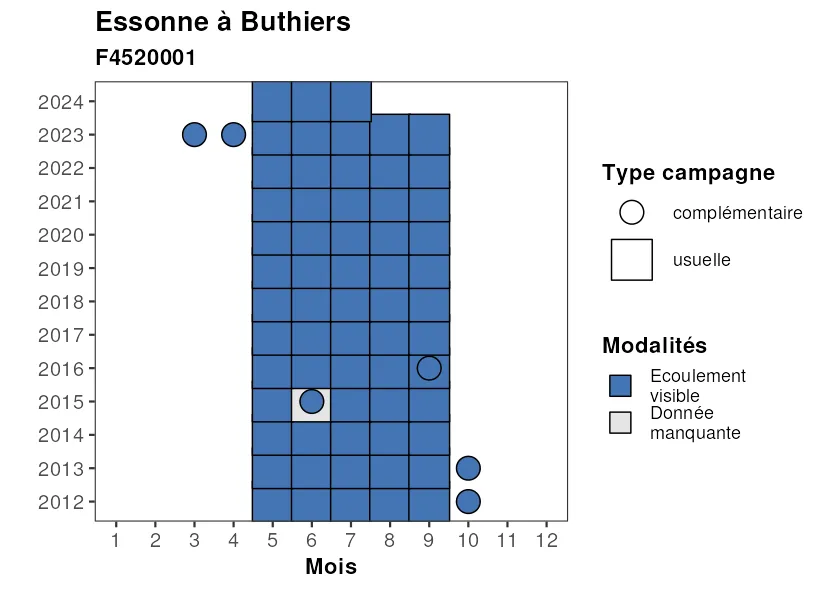 Essonne à Buthiers
F4520001
2024
2023
2022
2021
2020
2019
2018
2017
2016
2015
2014
2013
2012
1 2 3 4 5 6 7 8 9 10 11 12
Mois
Type campagne
complémentaire
usuelle
Modalités
Ecoulement
visible
Donnée
manquante